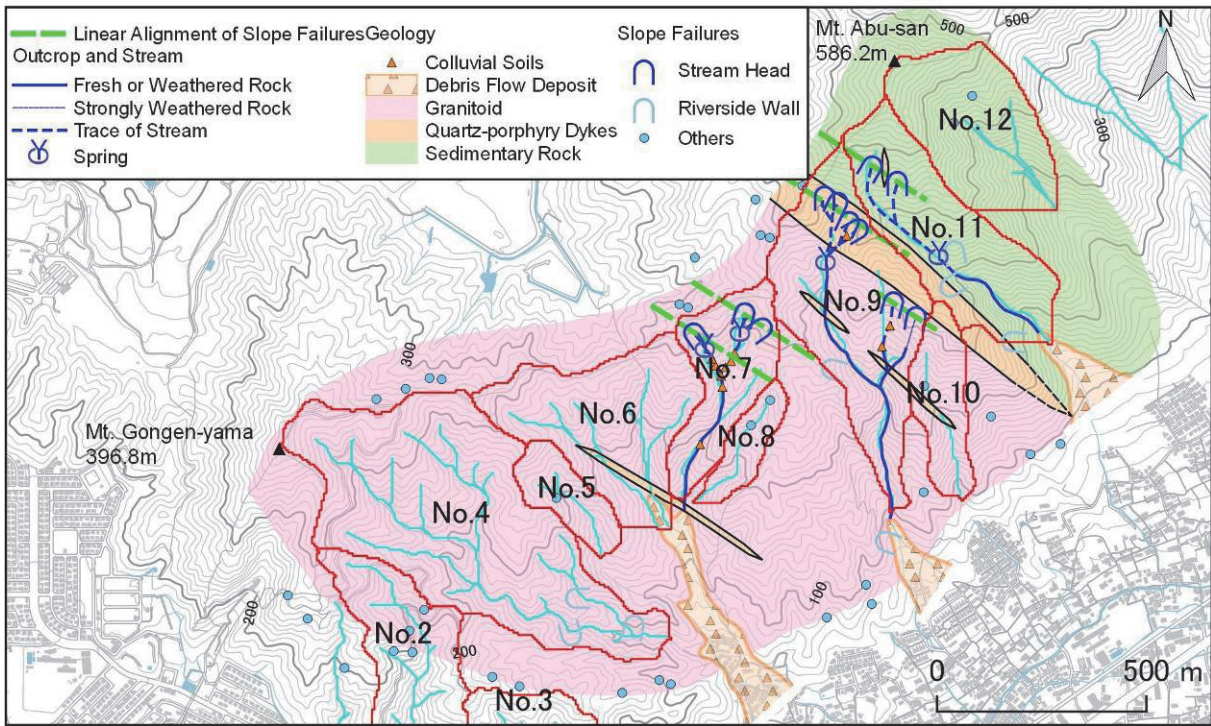 Linear Alignment of Slope Failures
Outcrop and Stream
Fresh or Weathered Rock
Strongly Weathered Rock
Trace of Stream
Spring
Geology
Colluvial Soils
Debris Flow Deposit
Granitoid
Quartz-porphyry Dykes
Sedimentary Rock
Slope Failures
Stream Head
Riverside Wall
Others
500
500
Mt. Abu-san
586.2m
N
No.12
300
300
No.11
No.9
300
No.7
No.10
No.6
No.8
Mt. Gongen-yama
396.8m
No.5
No.4
200
100
No.2
200
No.3
0
500 m